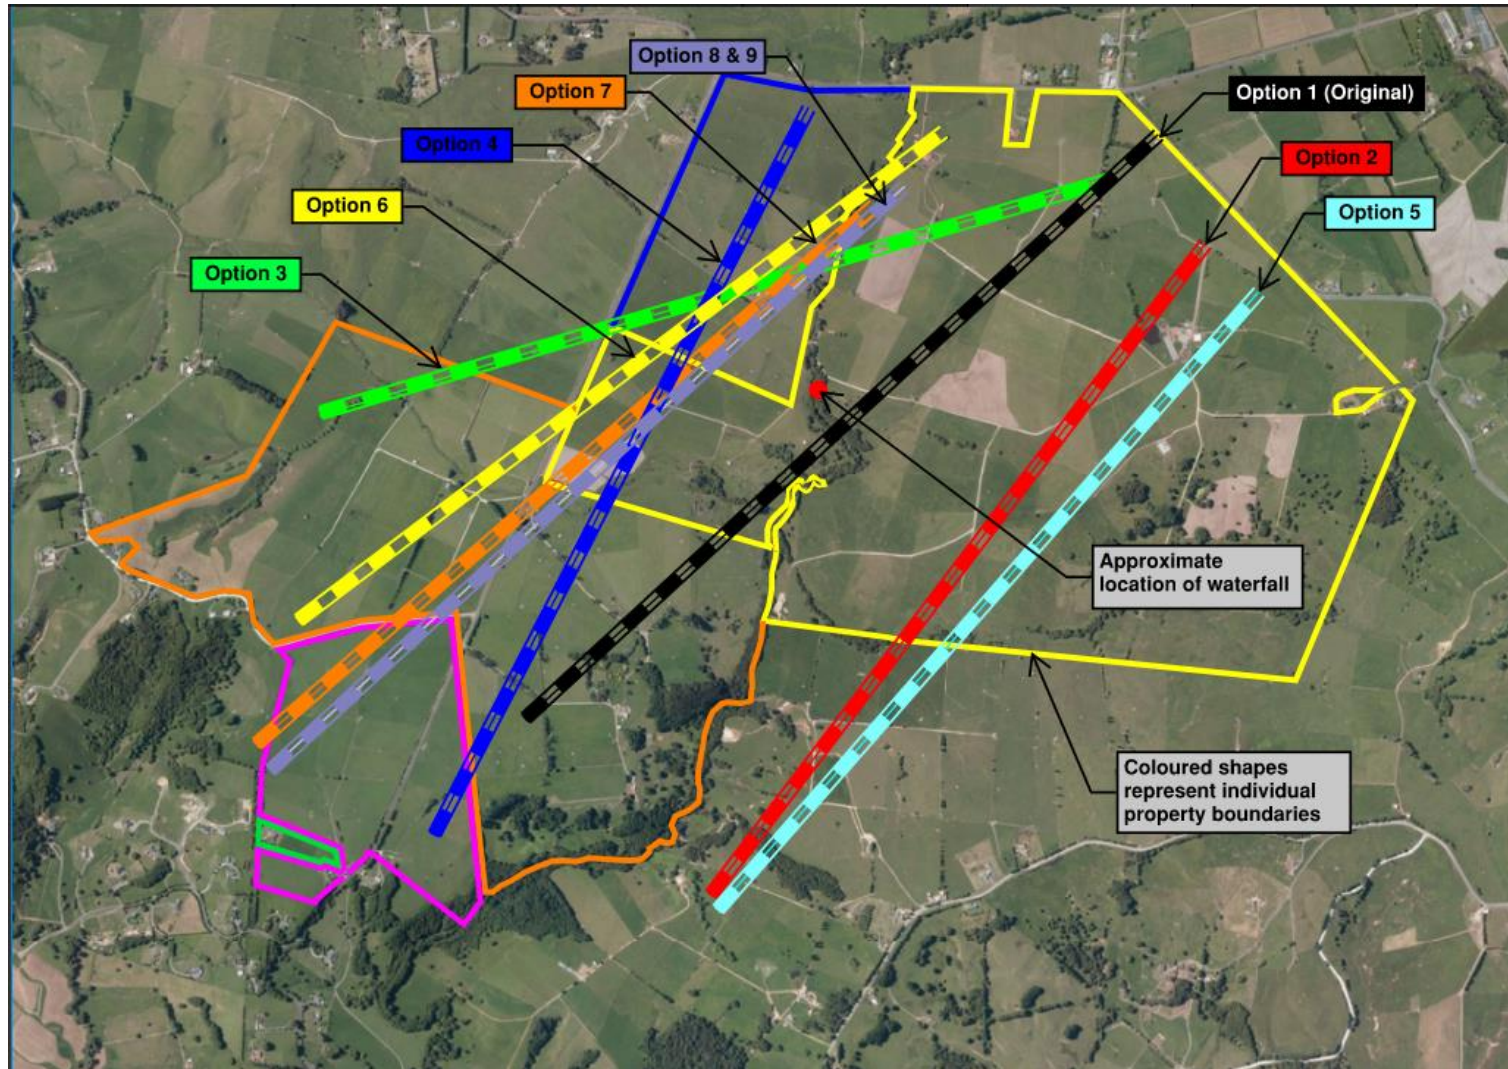 Option 8 & 9
Option 7
Option 1 (Original)
Option 4
Option 2
Option 6
Option 5
Option 3
Approximate
location of waterfall
Coloured shapes
represent individual
property boundaries